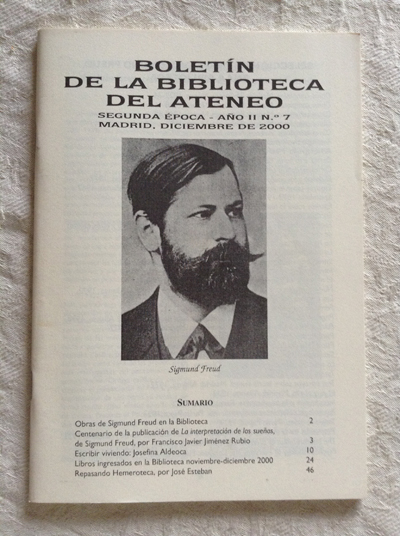 BOLETÍN
DE LA BIBLIOTECA
DEL ATENEO
SEGUNDA ÉPOCA - AÑO II N.º 7
MADRID, DICIEMBRE DE 2000
Sigmund Freud
SUMARIO
Obras de Sigmund Freud en la Biblioteca 2
Centenario de la publicación de La interpretación de los sueños,
de Sigmund Freud, por Francisco Javier Jiménez Rubio 3
Escribir viviendo: Josefina Aldeoca 10
Libros ingresados en la Biblioteca noviembre-diciembre 2000 24
Repasando Hemeroteca, por José Esteban 46